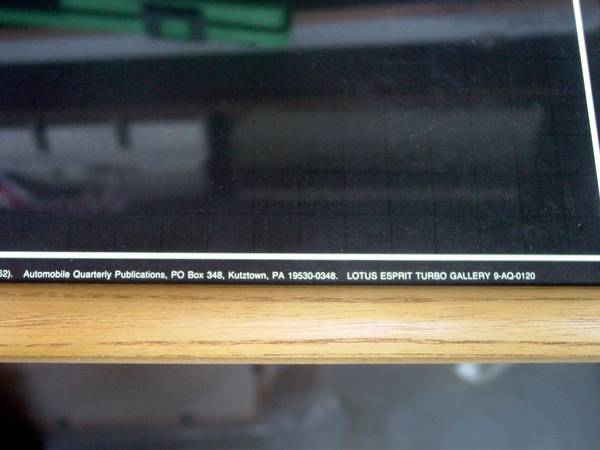 52). Automobile Quarterly Publications, PO Box 348, Kutztown, PA 19530-0348. LOTUS ESPRIT TURBO GALLERY 9-AQ-0120